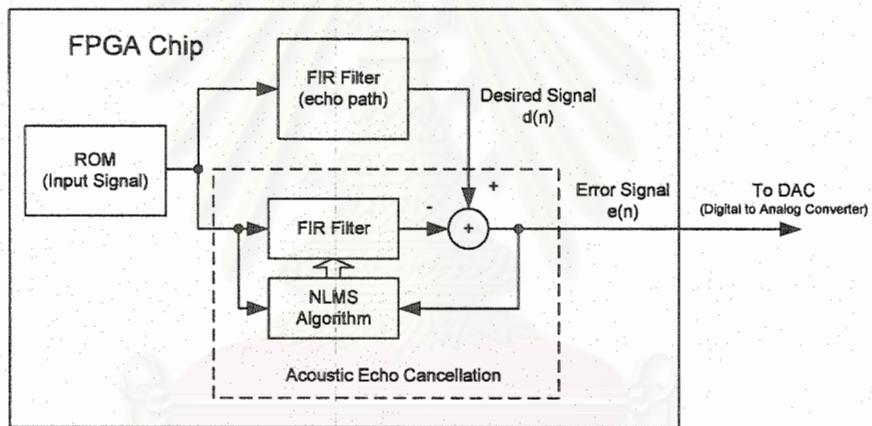 FPGA Chip
FIR Filter
(echo path)
Desired Signal
d(n)
ROM
(Input Signal)
+
-
FIR Filter
+
Error Signal
e(n)
To DAC
(Digital to Analog Converter)
NLMS
Algorithm
Acoustic Echo Cancellation